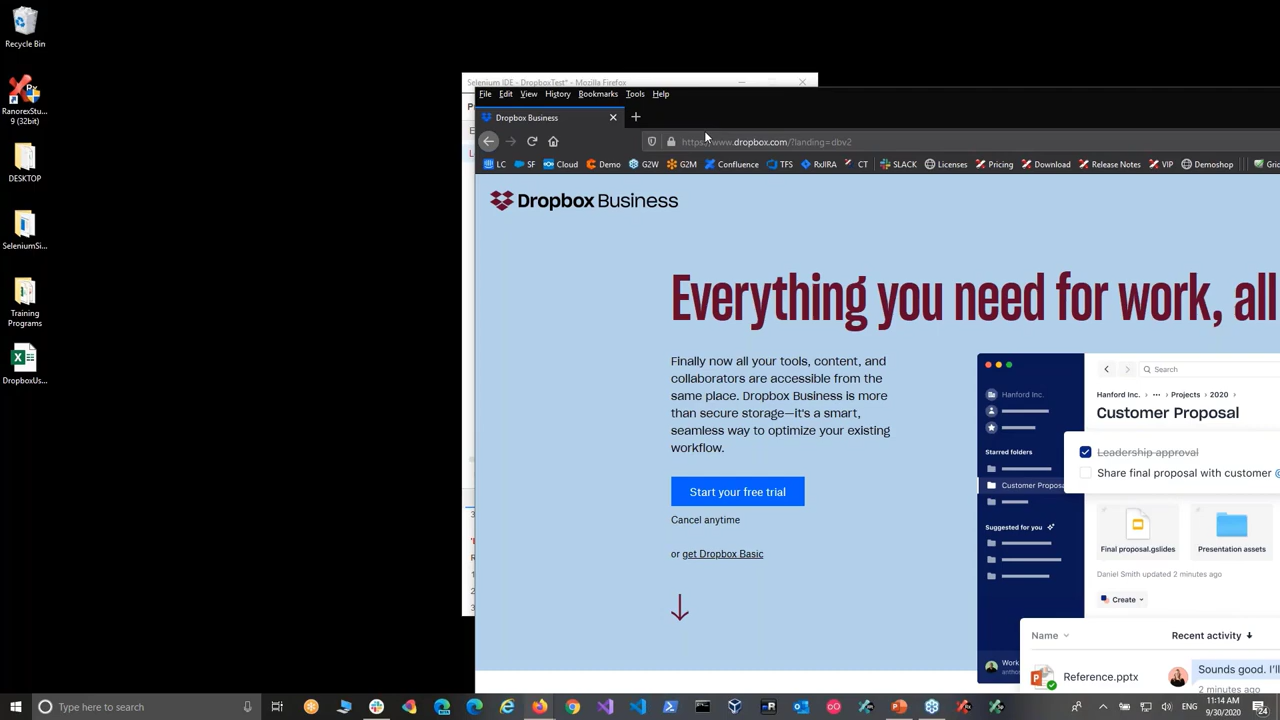 Recycle Bin
RanorexStu...
9 (32bit)
DESKTOP
SeleniumSi...
Training
Programs
DropboxUs...
Selenium IDE - DropboxTest* - Mozilla Firefox
File Edit View History Bookmarks Tools Help
Dropbox Business
https://www.dropbox.com/?landing=dbv2
LC SF Cloud Demo G2W G2M Confluence TFS RxJIRA CT SLACK Licenses Pricing Download Release Notes VIP Demoshop Grid
Dropbox Business
Everything you need for work, all
Finally now all your tools, content, and
collaborators are accessible from the
same place. Dropbox Business is more
than secure storage—it's a smart,
seamless way to optimize your existing
workflow.
Start your free trial
Cancel anytime
or get Dropbox Basic
Search
Hanford Inc.
Hanford Inc. ··· Projects 2020
Customer Proposal
Leadership approval
Share final proposal with customer @
Starred folders
Customer Proposa
Suggested for you
Final proposal.gslides Presentation assets
Daniel Smith updated 2 minutes ago
Create
Name Recent activity
Work
Reference.pptx
Sounds good. I'll
2 minutes ago
Type here to search
11:14 AM
9/30/2020